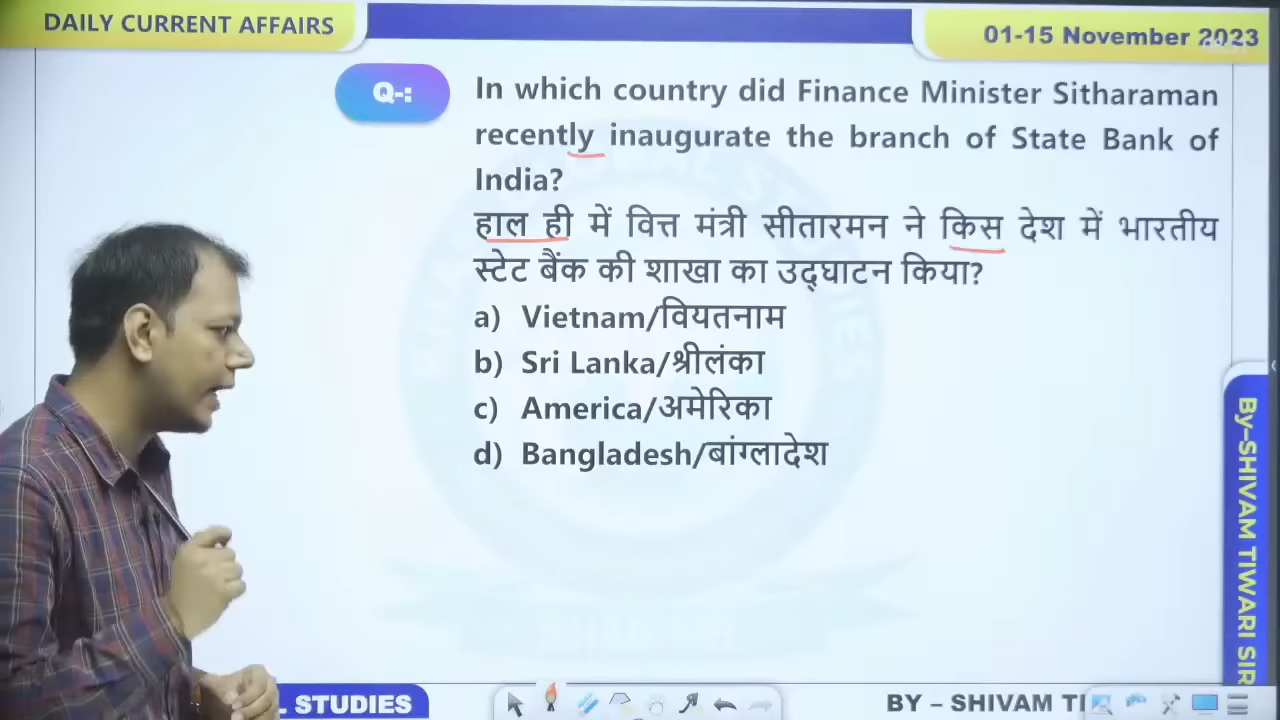 DAILY CURRENT AFFAIRS
01-15 November 2023
Q-:
In which country did Finance Minister Sitharaman
recently inaugurate the branch of State Bank of
India?
हाल ही में वित्त मंत्री सीतारमन ने किस देश में भारतीय
स्टेट बैंक की शाखा का उद्घाटन किया?
a) Vietnam/वियतनाम
b) Sri Lanka/श्रीलंका
c) America/अमेरिका
d) Bangladesh/बांग्लादेश
By-SHIVAM TIWARI SIR
L STUDIES
BY – SHIVAM TI